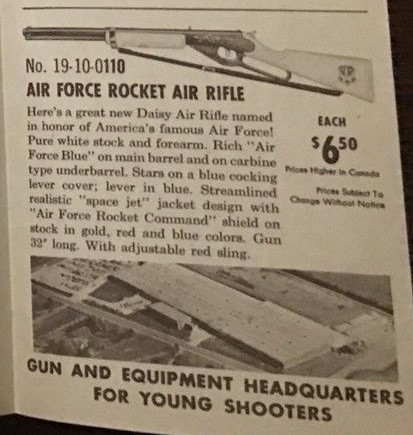 No. 19-10-0110
AIR FORCE ROCKET AIR RIFLE
Here's a great new Daisy Air Rifle named
in honor of America's famous Air Force!
Pure white stock and forearm. Rich "Air
Force Blue" on main barrel and on carbine
type underbarrel. Stars on a blue cocking
lever cover; lever in blue. Streamlined
realistic "space jet" jacket design with
"Air Force Rocket Command" shield on
stock in gold, red and blue colors. Gun
32" long. With adjustable red sling.
EACH
$6.50
Prices Higher in Canada
Prices Subject To
Change Without Notice
GUN AND EQUIPMENT HEADQUARTERS
FOR YOUNG SHOOTERS